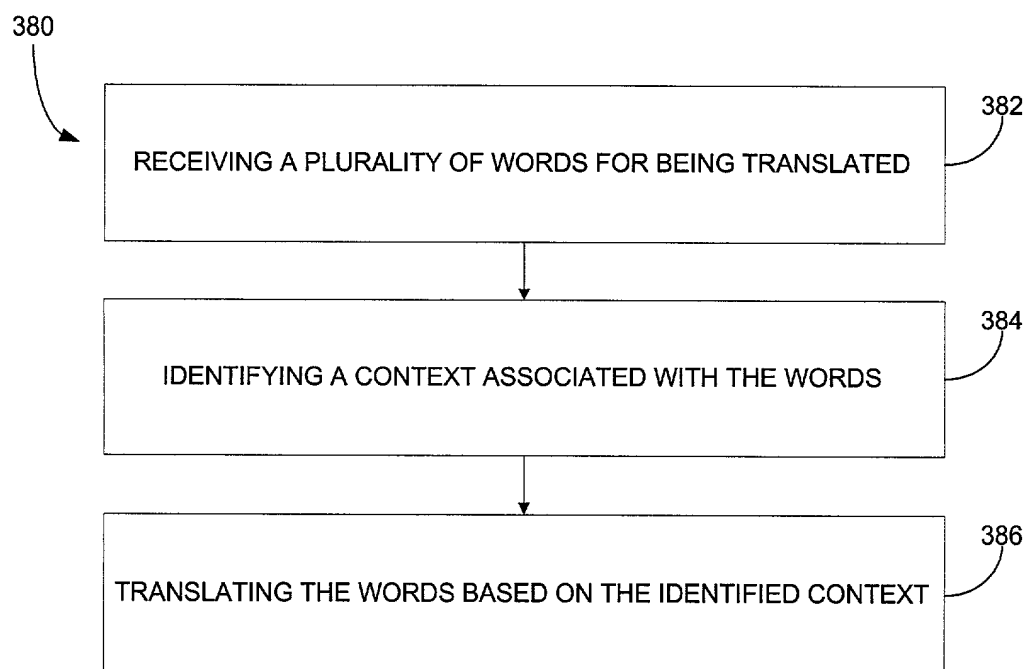 380
382
RECEIVING A PLURALITY OF WORDS FOR BEING TRANSLATED
384
IDENTIFYING A CONTEXT ASSOCIATED WITH THE WORDS
386
TRANSLATING THE WORDS BASED ON THE IDENTIFIED CONTEXT